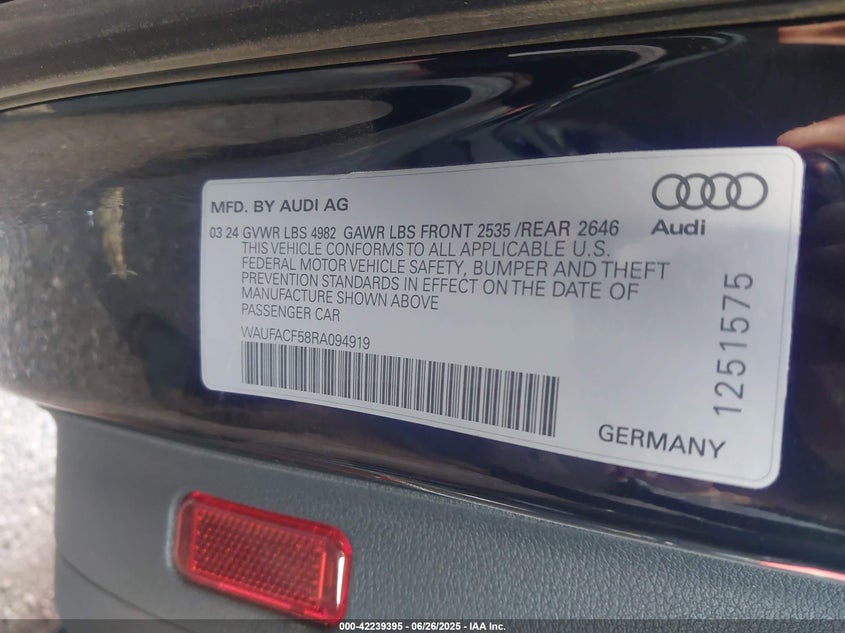 MFD. BY AUDI AG
Audi
03 24 GVWR LBS 4982 GAWR LBS FRONT 2535 /REAR 2646
THIS VEHICLE CONFORMS TO ALL APPLICABLE U.S.
FEDERAL MOTOR VEHICLE SAFETY, BUMPER AND THEFT
PREVENTION STANDARDS IN EFFECT ON THE DATE OF
MANUFACTURE SHOWN ABOVE
PASSENGER CAR
WAUFACF58RA094919
1251575
GERMANY
000-42239395 | 06/26/2025 - IAA Inc.